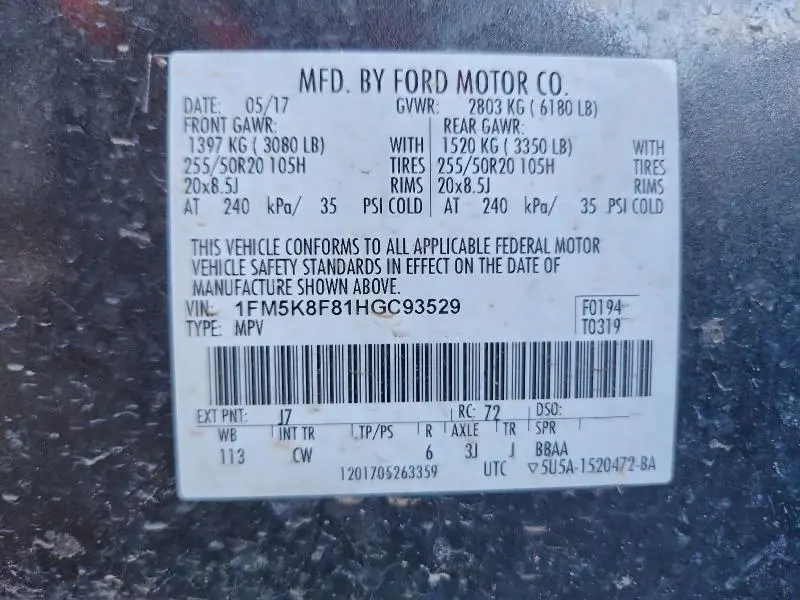 MFD. BY FORD MOTOR CO.
DATE: 05/17 GVWR: 2803 KG ( 6180 LB)
FRONT GAWR: REAR GAWR:
1397 KG ( 3080 LB) WITH 1520 KG ( 3350 LB) WITH
255/50R20 105H TIRES 255/50R20 105H TIRES
20x8.5J RIMS 20x8.5J RIMS
AT 240 kPa/ 35 PSI COLD AT 240 kPa/ 35 PSI COLD
THIS VEHICLE CONFORMS TO ALL APPLICABLE FEDERAL MOTOR
VEHICLE SAFETY STANDARDS IN EFFECT ON THE DATE OF
MANUFACTURE SHOWN ABOVE.
VIN: 1FM5K8F81HGC93529 F0194
TYPE: MPV T0319
EXT PNT: J7 RC: 72 DSO:
WB INT TR TP/PS R AXLE TR SPR
113 CW 6 3J J BBAA
1201705263359 UTC ▽5U5A-1520472-BA